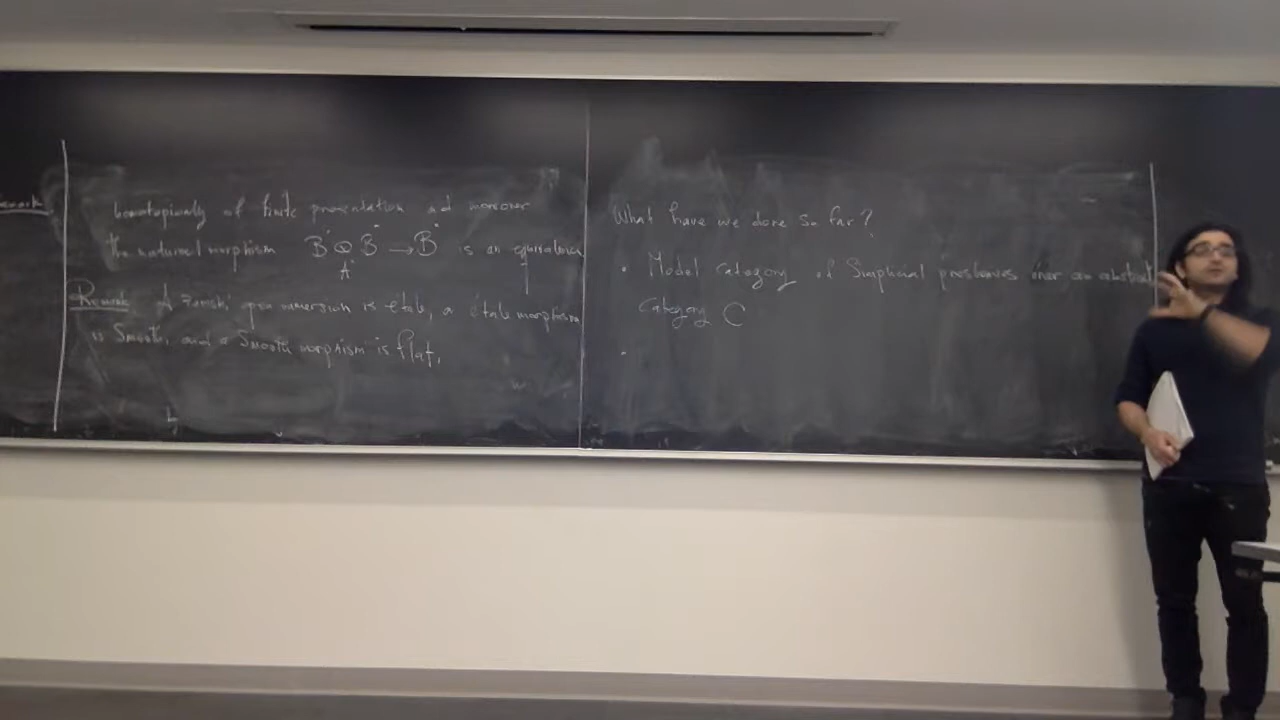 homotopically of finite presentation and moreover
the natural morphism B• ⊗ B• → B• is an equivalence
A•
Remark A Zariski open immersion is etale, a étale morphism
is Smooth, and a Smooth morphism is flat,
What have we done so far?
• Model category of Simplicial presheaves over an abstract
category C
•